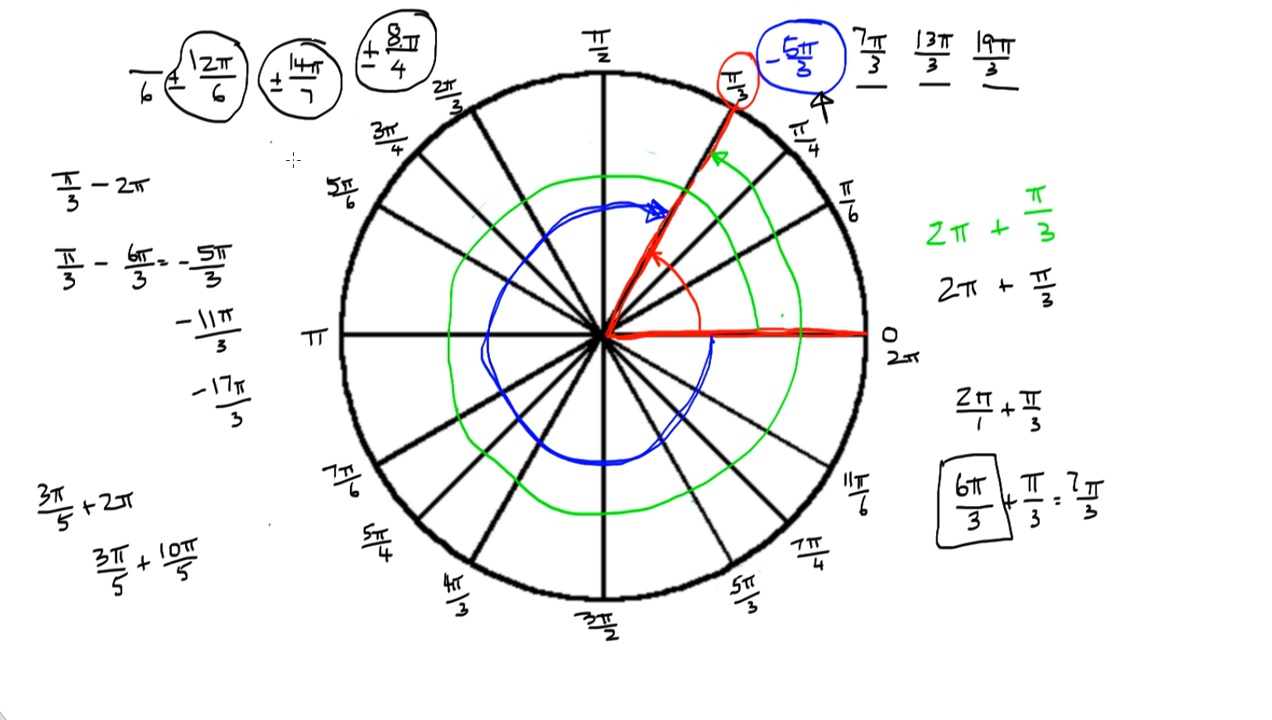 —/6 ± 12π/6 ± 14π/7 ± 8π/4
π/3 − 2π
π/3 − 6π/3 = −5π/3
−11π/3
−17π/3
3π/5 + 2π
3π/5 + 10π/5
π/2
π/3 −5π/3 7π/3 13π/3 19π/3
π/4
π/6
0
2π
2π/3
3π/4
5π/6
π
7π/6
5π/4
4π/3
3π/2
5π/3
7π/4
11π/6
2π + π/3
2π + π/3
2π/1 + π/3
6π/3 + π/3 = 7π/3